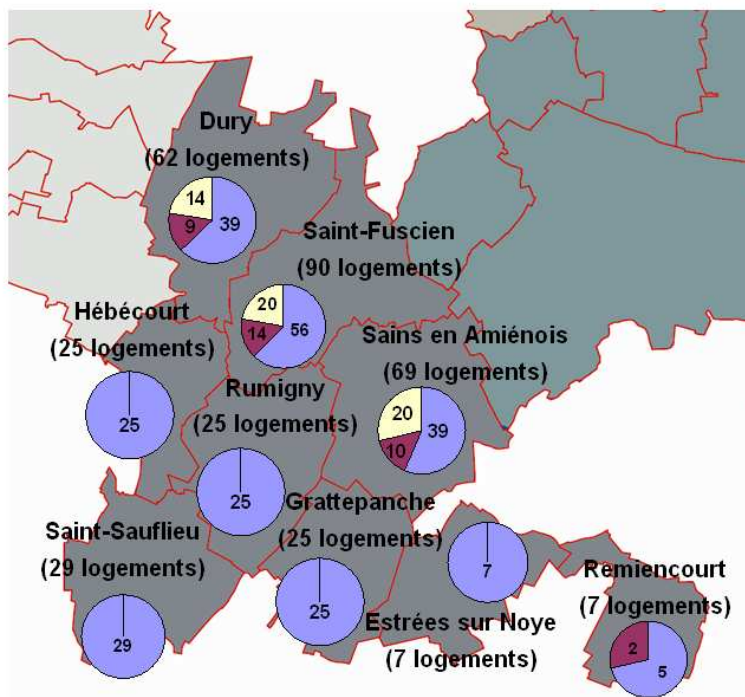 Dury
(62 logements)
14
9
39
Saint-Fuscien
(90 logements)
20
14
56
Hébécourt
(25 logements)
25
Sains en Amiénois
(69 logements)
20
10
39
Rumigny
(25 logements)
25
Saint-Sauflieu
(29 logements)
29
Grattepanche
(25 logements)
25
7
Estrées sur Noye
(7 logements)
Remiencourt
(7 logements)
2
5